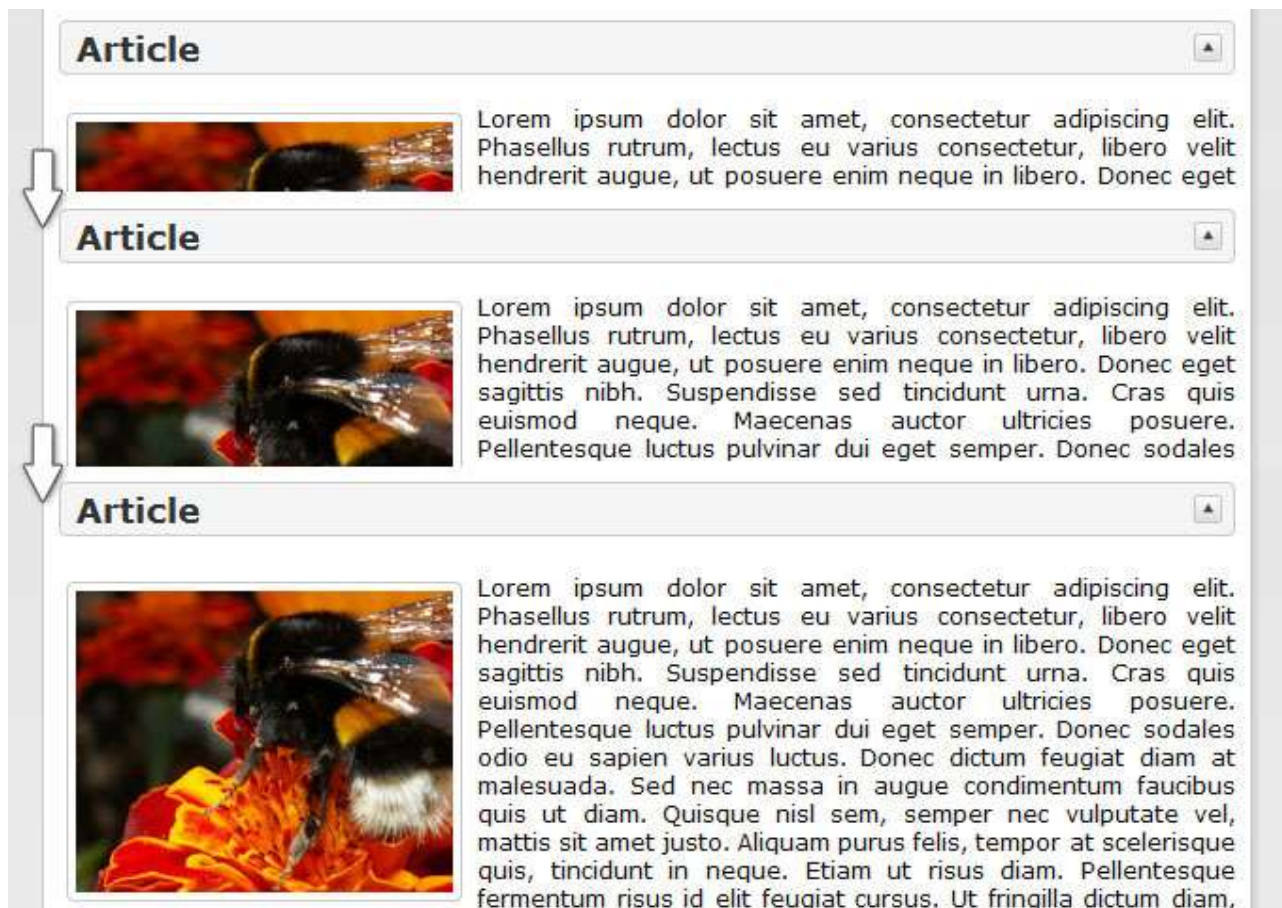 Article
Lorem ipsum dolor sit amet, consectetur adipiscing elit.
Phasellus rutrum, lectus eu varius consectetur, libero velit
hendrerit augue, ut posuere enim neque in libero. Donec eget
Article
Lorem ipsum dolor sit amet, consectetur adipiscing elit.
Phasellus rutrum, lectus eu varius consectetur, libero velit
hendrerit augue, ut posuere enim neque in libero. Donec eget
sagittis nibh. Suspendisse sed tincidunt urna. Cras quis
euismod neque. Maecenas auctor ultricies posuere.
Pellentesque luctus pulvinar dui eget semper. Donec sodales
Article
Lorem ipsum dolor sit amet, consectetur adipiscing elit.
Phasellus rutrum, lectus eu varius consectetur, libero velit
hendrerit augue, ut posuere enim neque in libero. Donec eget
sagittis nibh. Suspendisse sed tincidunt urna. Cras quis
euismod neque. Maecenas auctor ultricies posuere.
Pellentesque luctus pulvinar dui eget semper. Donec sodales
odio eu sapien varius luctus. Donec dictum feugiat diam at
malesuada. Sed nec massa in augue condimentum faucibus
quis ut diam. Quisque nisl sem, semper nec vulputate vel,
mattis sit amet justo. Aliquam purus felis, tempor at scelerisque
quis, tincidunt in neque. Etiam ut risus diam. Pellentesque
fermentum risus id elit feugiat cursus. Ut fringilla dictum diam,